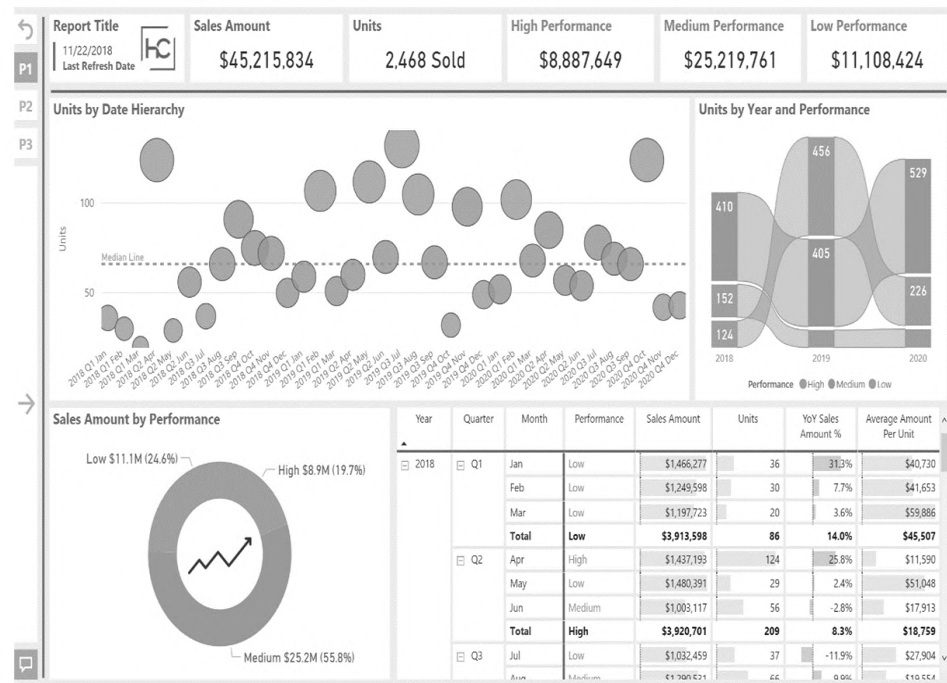 Report Title
11/22/2018
Last Refresh Date
hc
Sales Amount
$45,215,834
Units
2,468 Sold
High Performance
$8,887,649
Medium Performance
$25,219,761
Low Performance
$11,108,424
P1
P2
P3
Units by Date Hierarchy
Units
100
50
Median Line
2018 Q1 Jan
2018 Q1 Feb
2018 Q1 Mar
2018 Q2 Apr
2018 Q2 May
2018 Q2 Jun
2018 Q3 Jul
2018 Q3 Aug
2018 Q3 Sep
2018 Q4 Oct
2018 Q4 Nov
2018 Q4 Dec
2019 Q1 Jan
2019 Q1 Feb
2019 Q1 Mar
2019 Q2 Apr
2019 Q2 May
2019 Q2 Jun
2019 Q3 Jul
2019 Q3 Aug
2019 Q3 Sep
2019 Q4 Oct
2019 Q4 Nov
2019 Q4 Dec
2020 Q1 Jan
2020 Q1 Feb
2020 Q1 Mar
2020 Q2 Apr
2020 Q2 May
2020 Q2 Jun
2020 Q3 Jul
2020 Q3 Aug
2020 Q3 Sep
2020 Q4 Oct
2020 Q4 Nov
2020 Q4 Dec
Units by Year and Performance
410
152
124
456
405
529
226
2018 2019 2020
Performance High Medium Low
Sales Amount by Performance
Low $11.1M (24.6%)
High $8.9M (19.7%)
Medium $25.2M (55.8%)
Year Quarter Month Performance Sales Amount Units YoY Sales Amount % Average Amount Per Unit
2018 Q1 Jan Low $1,466,277 36 31.3% $40,730
Feb Low $1,249,598 30 7.7% $41,653
Mar Low $1,197,723 20 3.6% $59,886
Total Low $3,913,598 86 14.0% $45,507
Q2 Apr High $1,437,193 124 25.8% $11,590
May Low $1,480,391 29 2.4% $51,048
Jun Medium $1,003,117 56 -2.8% $17,913
Total High $3,920,701 209 8.3% $18,759
Q3 Jul Low $1,032,459 37 -11.9% $27,904
Aug Medium $1,290,531 66 9.9% $19,554